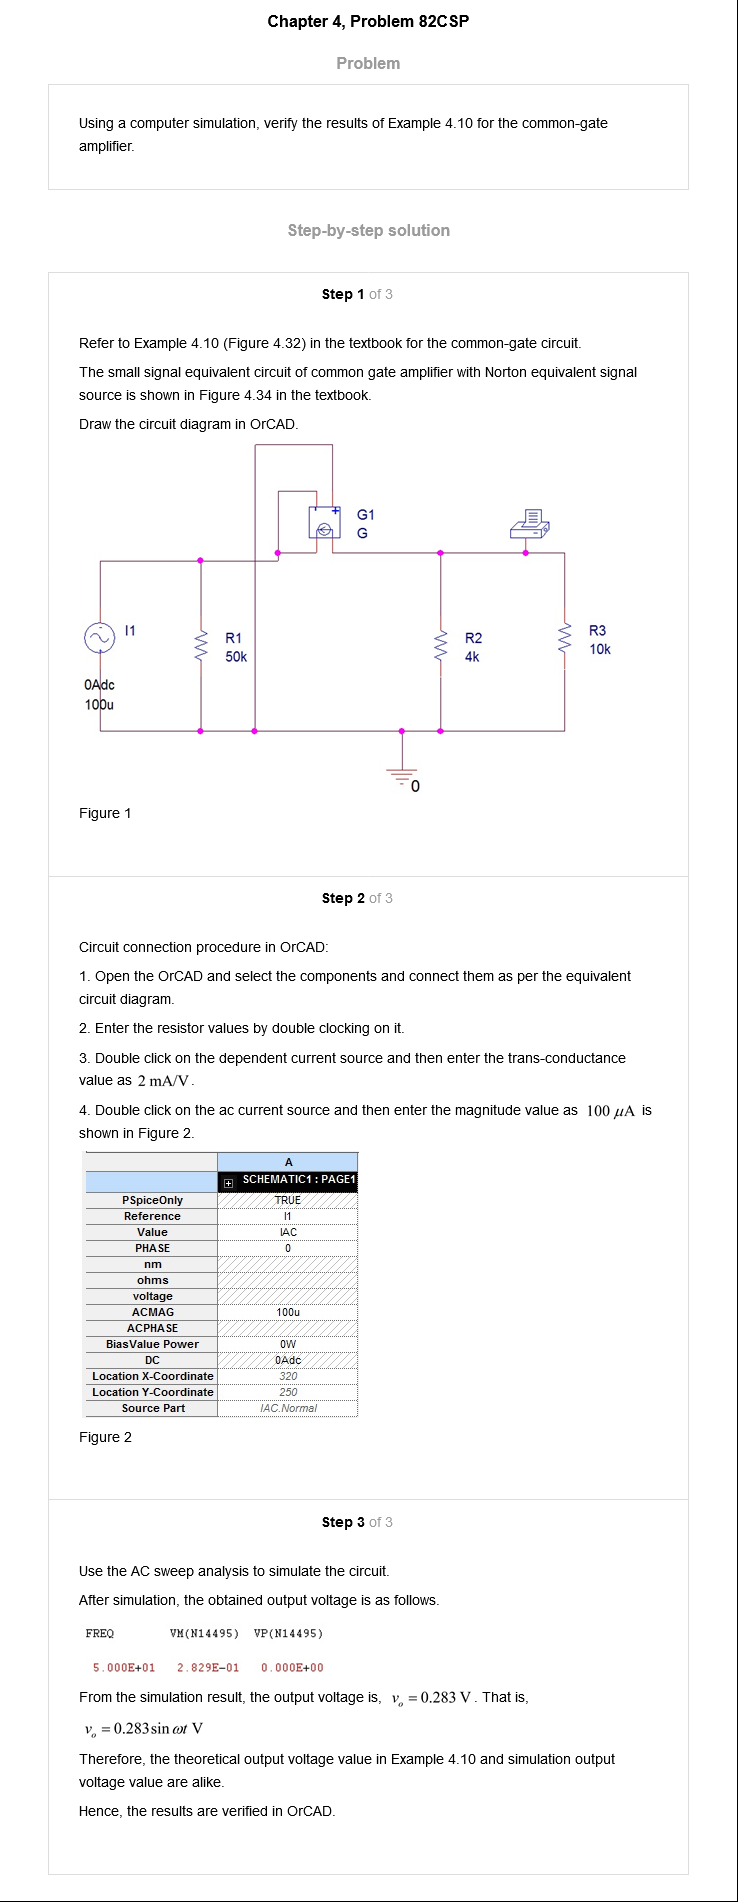 Chapter 4, Problem 82CSP
Problem
Using a computer simulation, verify the results of Example 4.10 for the common-gate
amplifier.
Step-by-step solution
Step 1 of 3
Refer to Example 4.10 (Figure 4.32) in the textbook for the common-gate circuit.
The small signal equivalent circuit of common gate amplifier with Norton equivalent signal
source is shown in Figure 4.34 in the textbook.
Draw the circuit diagram in OrCAD.
G1
G
I1
0Adc
100u
R1
50k
R2
4k
R3
10k
0
Figure 1
Step 2 of 3
Circuit connection procedure in OrCAD:
1. Open the OrCAD and select the components and connect them as per the equivalent
circuit diagram.
2. Enter the resistor values by double clocking on it.
3. Double click on the dependent current source and then enter the trans-conductance
value as 2 mA/V.
4. Double click on the ac current source and then enter the magnitude value as 100 μA is
shown in Figure 2.
A
SCHEMATIC1 : PAGE1
PSpiceOnly TRUE
Reference I1
Value IAC
PHASE 0
nm
ohms
voltage
ACMAG 100u
ACPHASE
BiasValue Power 0W
DC 0Adc
Location X-Coordinate 320
Location Y-Coordinate 250
Source Part IAC.Normal
Figure 2
Step 3 of 3
Use the AC sweep analysis to simulate the circuit.
After simulation, the obtained output voltage is as follows.
FREQ VM(N14495) VP(N14495)
5.000E+01 2.829E-01 0.000E+00
From the simulation result, the output voltage is, vₒ = 0.283 V. That is,
vₒ = 0.283 sin ωt V
Therefore, the theoretical output voltage value in Example 4.10 and simulation output
voltage value are alike.
Hence, the results are verified in OrCAD.